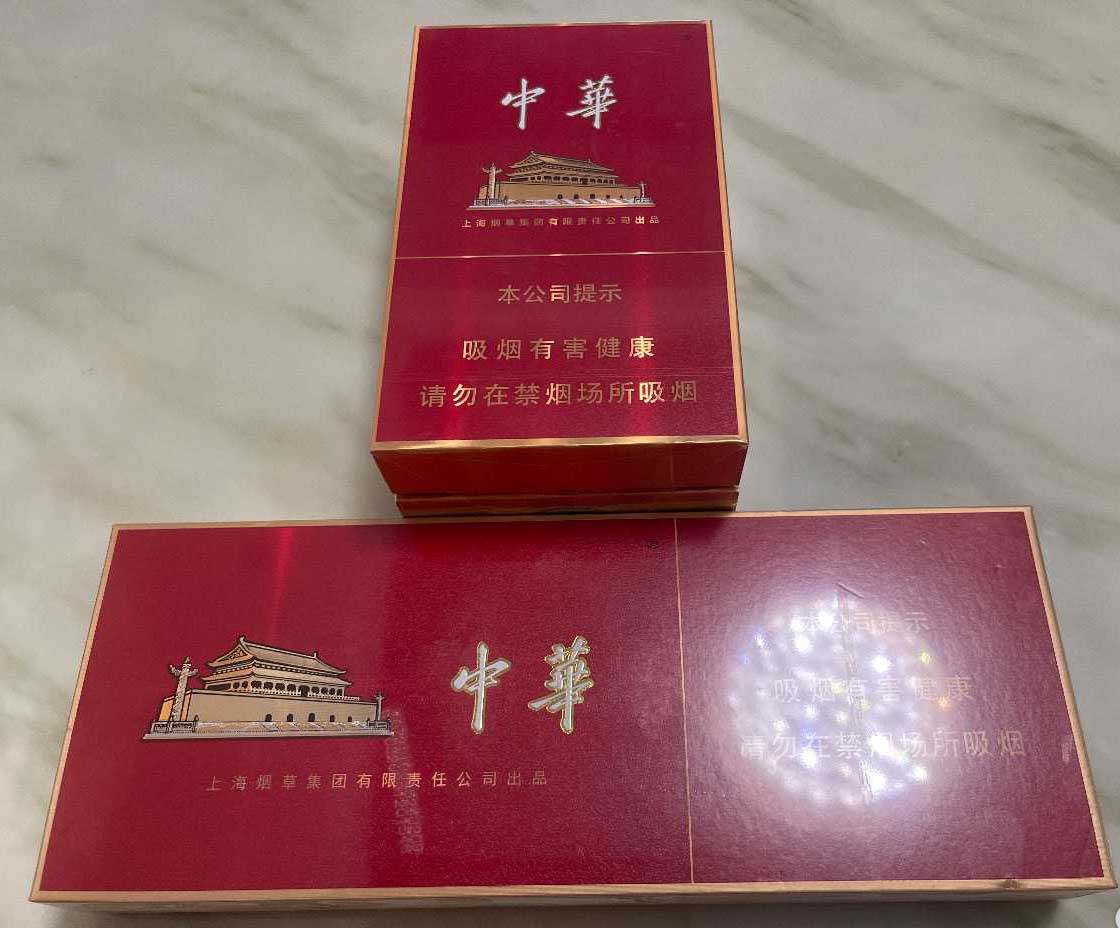 中華
上海烟草集团有限责任公司出品
本公司提示
吸烟有害健康
请勿在禁烟场所吸烟
中華
上海烟草集团有限责任公司出品
本公司提示
吸烟有害健康
请勿在禁烟场所吸烟